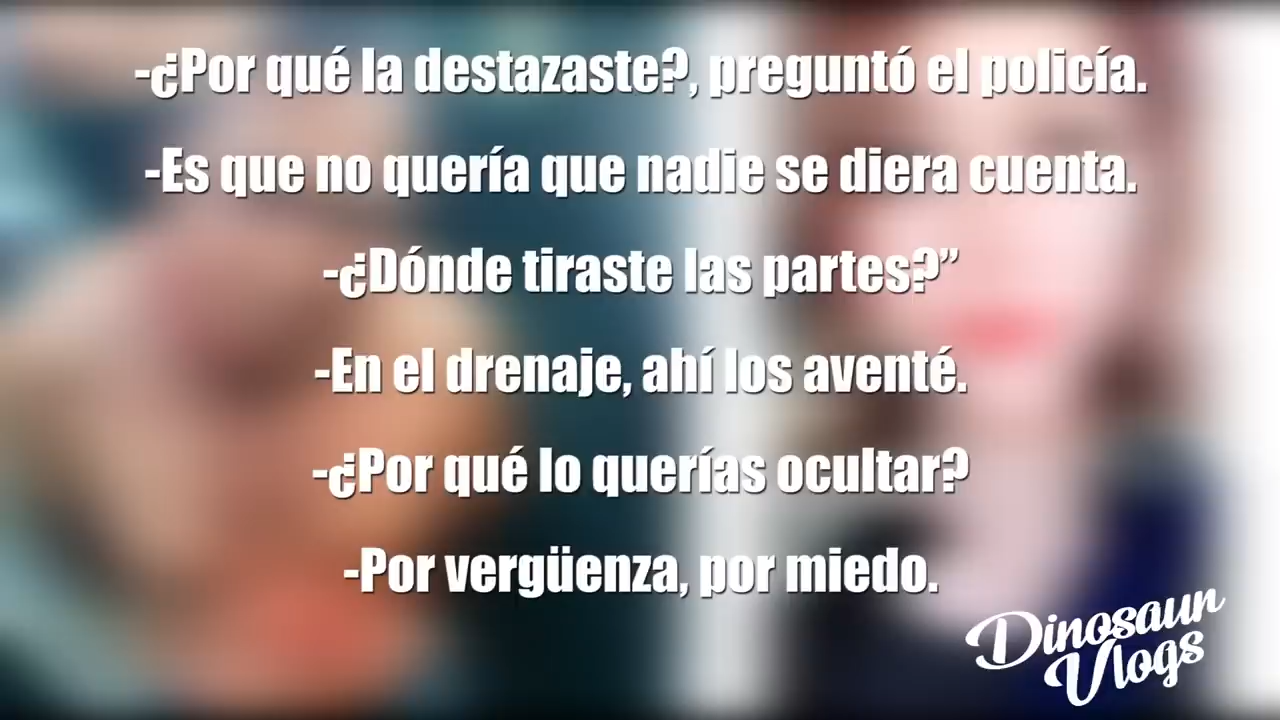 -¿Por qué la destazaste?, preguntó el policía.
-Es que no quería que nadie se diera cuenta.
-¿Dónde tiraste las partes?”
-En el drenaje, ahí los aventé.
-¿Por qué lo querías ocultar?
-Por vergüenza, por miedo.
Dinosaur
Vlogs